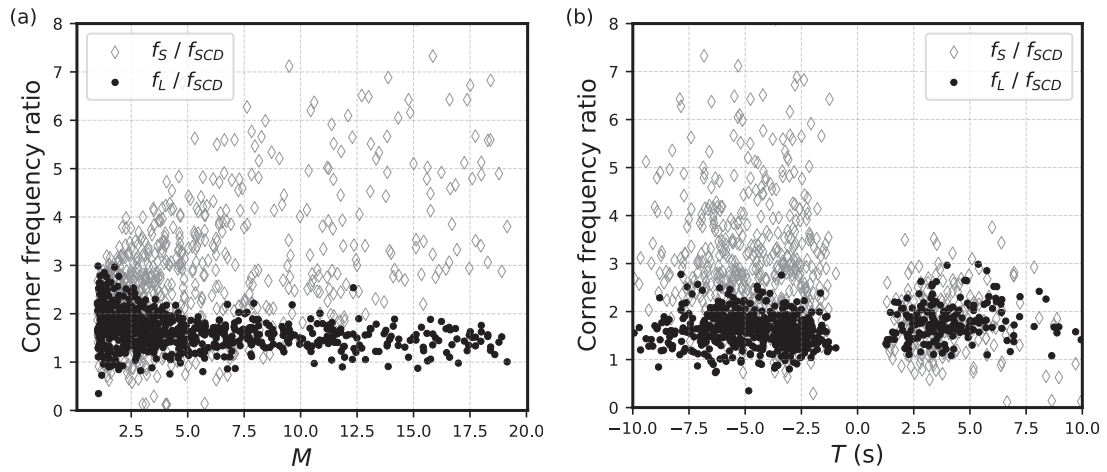 (a)
Corner frequency ratio
8
7
6
5
4
3
2
1
0
f_S / f_SCD
f_L / f_SCD
2.5 5.0 7.5 10.0 12.5 15.0 17.5 20.0
M
(b)
Corner frequency ratio
8
7
6
5
4
3
2
1
0
f_S / f_SCD
f_L / f_SCD
−10.0 −7.5 −5.0 −2.5 0.0 2.5 5.0 7.5 10.0
T (s)